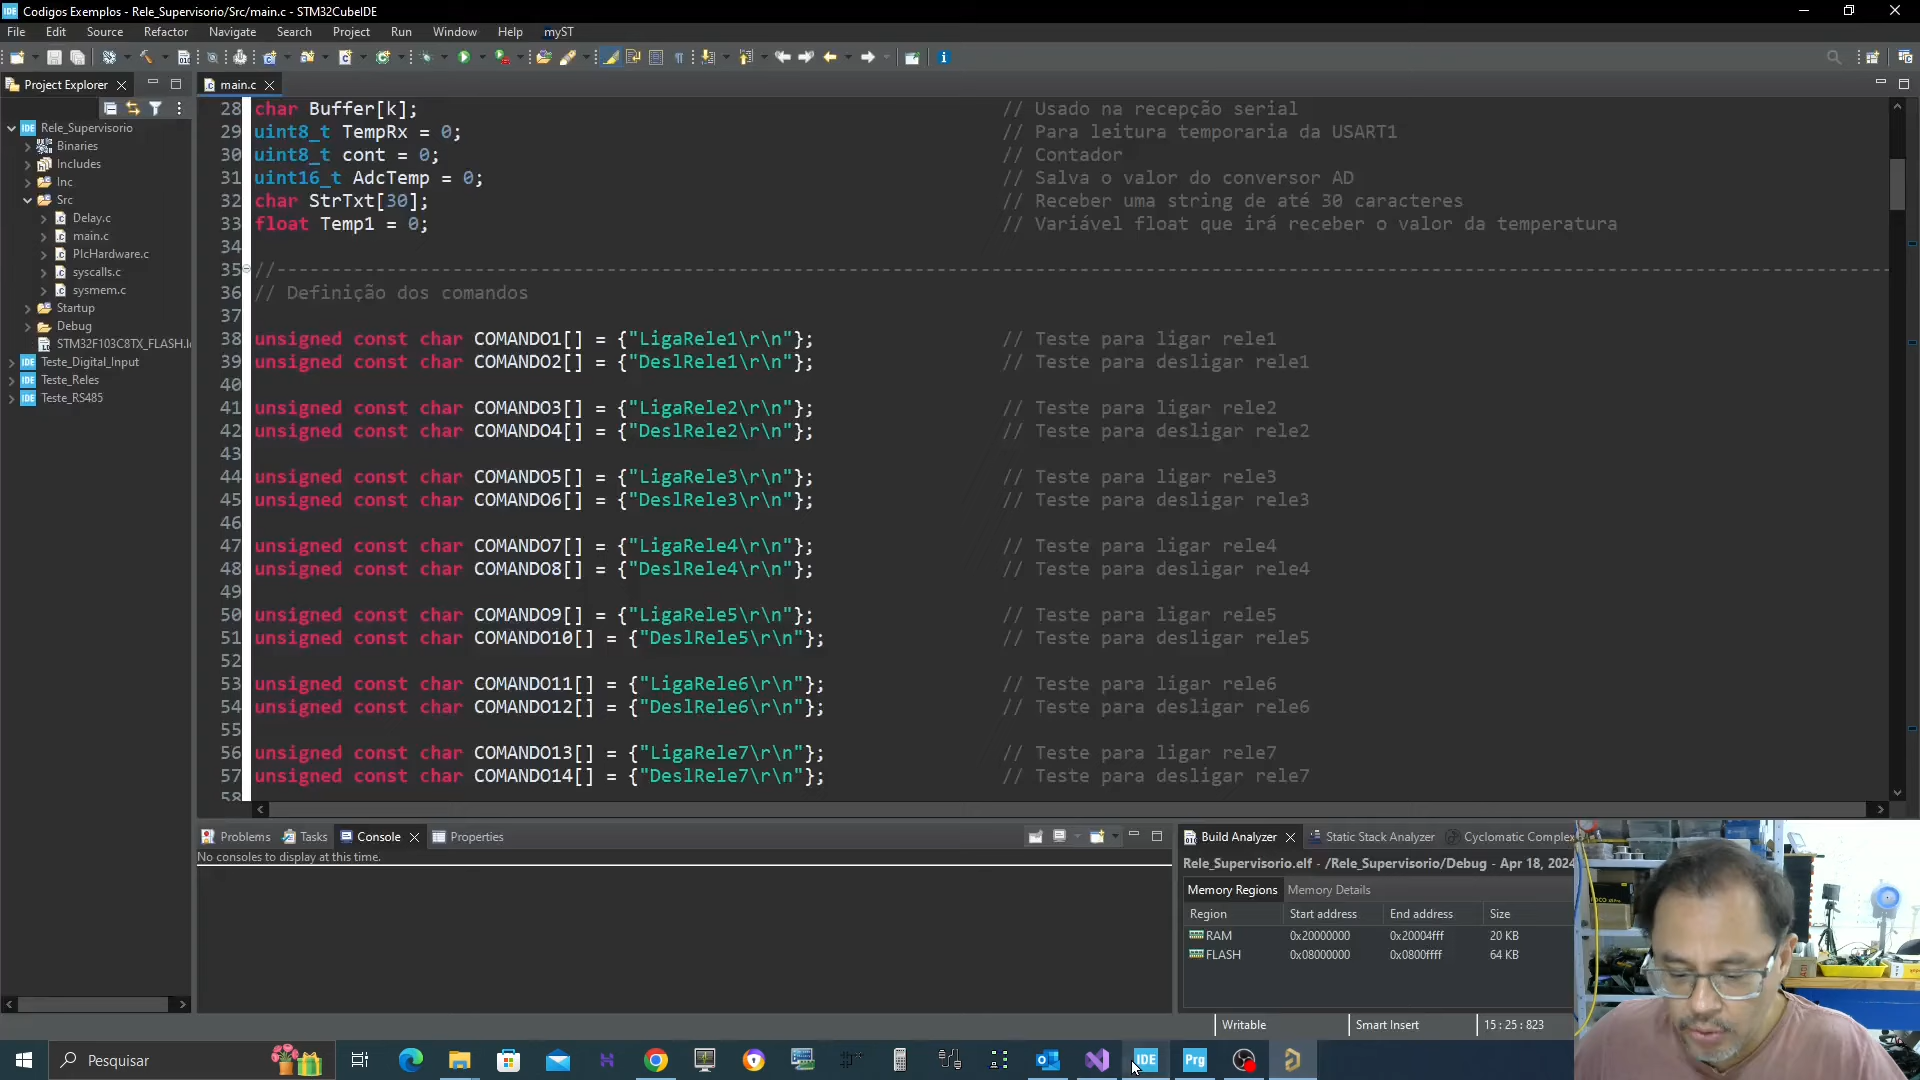 Codigos Exemplos - Rele_Supervisorio/Src/main.c - STM32CubeIDE
File Edit Source Refactor Navigate Search Project Run Window Help myST
Project Explorer
main.c
Rele_Supervisorio
Binaries
Includes
Inc
Src
Delay.c
main.c
PlcHardware.c
syscalls.c
sysmem.c
Startup
Debug
STM32F103C8TX_FLASH.l
Teste_Digital_Input
Teste_Reles
Teste_RS485
28 char Buffer[k]; // Usado na recepção serial
29 uint8_t TempRx = 0; // Para leitura temporaria da USART1
30 uint8_t cont = 0; // Contador
31 uint16_t AdcTemp = 0; // Salva o valor do conversor AD
32 char StrTxt[30]; // Receber uma string de até 30 caracteres
33 float Temp1 = 0; // Variável float que irá receber o valor da temperatura
34
35 //------------------------------------------------------------------------------------------------------------------------------------------------
36 // Definição dos comandos
37
38 unsigned const char COMANDO1[] = {"LigaRele1\r\n"}; // Teste para ligar rele1
39 unsigned const char COMANDO2[] = {"DeslRele1\r\n"}; // Teste para desligar rele1
40
41 unsigned const char COMANDO3[] = {"LigaRele2\r\n"}; // Teste para ligar rele2
42 unsigned const char COMANDO4[] = {"DeslRele2\r\n"}; // Teste para desligar rele2
43
44 unsigned const char COMANDO5[] = {"LigaRele3\r\n"}; // Teste para ligar rele3
45 unsigned const char COMANDO6[] = {"DeslRele3\r\n"}; // Teste para desligar rele3
46
47 unsigned const char COMANDO7[] = {"LigaRele4\r\n"}; // Teste para ligar rele4
48 unsigned const char COMANDO8[] = {"DeslRele4\r\n"}; // Teste para desligar rele4
49
50 unsigned const char COMANDO9[] = {"LigaRele5\r\n"}; // Teste para ligar rele5
51 unsigned const char COMANDO10[] = {"DeslRele5\r\n"}; // Teste para desligar rele5
52
53 unsigned const char COMANDO11[] = {"LigaRele6\r\n"}; // Teste para ligar rele6
54 unsigned const char COMANDO12[] = {"DeslRele6\r\n"}; // Teste para desligar rele6
55
56 unsigned const char COMANDO13[] = {"LigaRele7\r\n"}; // Teste para ligar rele7
57 unsigned const char COMANDO14[] = {"DeslRele7\r\n"}; // Teste para desligar rele7
58
Problems Tasks Console Properties
No consoles to display at this time.
Build Analyzer Static Stack Analyzer Cyclomatic Complex
Rele_Supervisorio.elf - /Rele_Supervisorio/Debug - Apr 18, 2024
Memory Regions Memory Details
Region Start address End address Size
RAM 0x20000000 0x20004fff 20 KB
FLASH 0x08000000 0x0800ffff 64 KB
Writable Smart Insert 15 : 25 : 823
Pesquisar
IDE
Prg